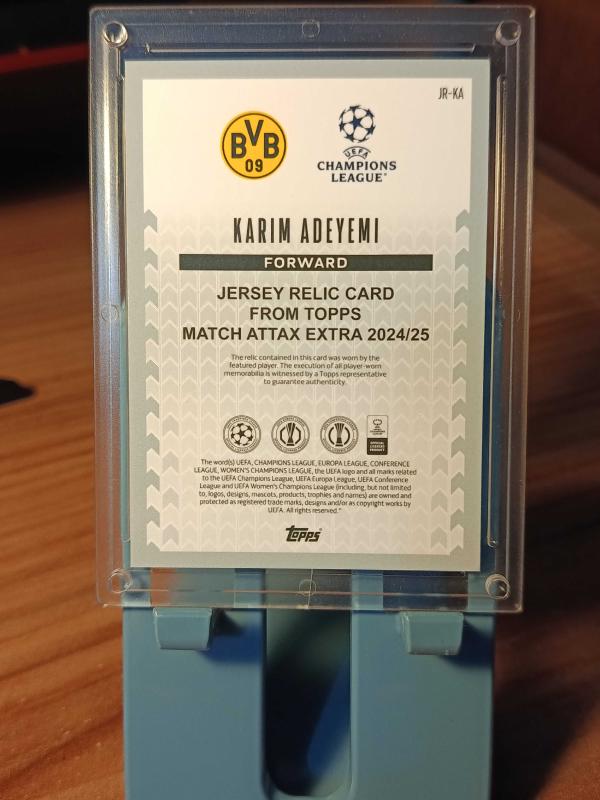 JR-KA
BVB
09
UEFA
CHAMPIONS
LEAGUE®
KARIM ADEYEMI
FORWARD
JERSEY RELIC CARD
FROM TOPPS
MATCH ATTAX EXTRA 2024/25
The relic contained in this card was worn by the
featured player. The execution of all player-worn
memorabilia is witnessed by a Topps representative
to guarantee authenticity.
OFFICIAL
LICENSED
PRODUCT
The word(s) UEFA, CHAMPIONS LEAGUE, EUROPA LEAGUE, CONFERENCE
LEAGUE, WOMEN'S CHAMPIONS LEAGUE, the UEFA logo and all marks related
to the UEFA Champions League, UEFA Europa League, UEFA Conference
League and UEFA Women's Champions League (including, but not limited
to, logos, designs, mascots, products, trophies and names) are owned and
protected as registered trade marks, designs and/or as copyright works by
UEFA. All rights reserved."
topps®